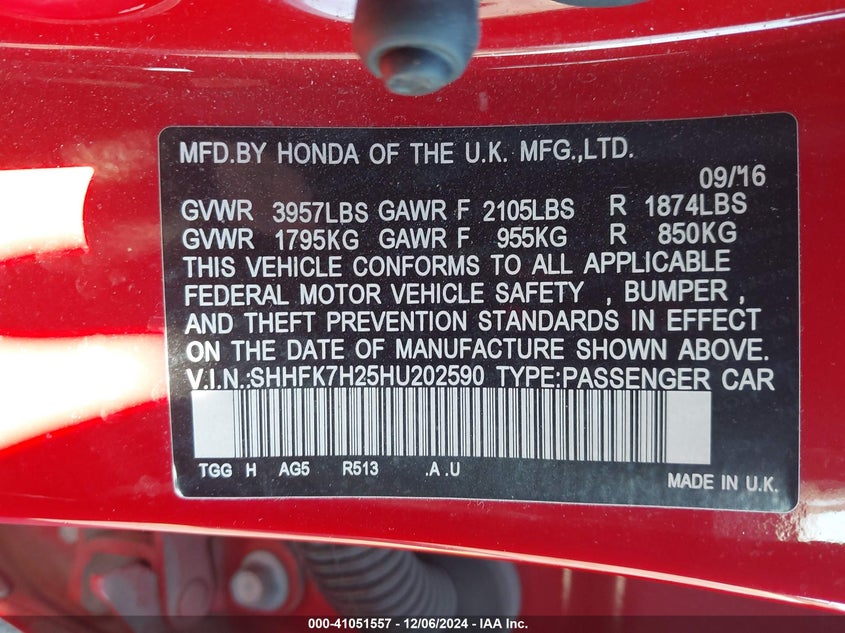 MFD.BY HONDA OF THE U.K. MFG.,LTD.
09/16
GVWR 3957LBS GAWR F 2105LBS R 1874LBS
GVWR 1795KG GAWR F 955KG R 850KG
THIS VEHICLE CONFORMS TO ALL APPLICABLE
FEDERAL MOTOR VEHICLE SAFETY , BUMPER ,
AND THEFT PREVENTION STANDARDS IN EFFECT
ON THE DATE OF MANUFACTURE SHOWN ABOVE.
V.I.N.:SHHFK7H25HU202590 TYPE:PASSENGER CAR
TGG H AG5 R513 .A .U
MADE IN U.K.
000-41051557 - 12/06/2024 - IAA Inc.